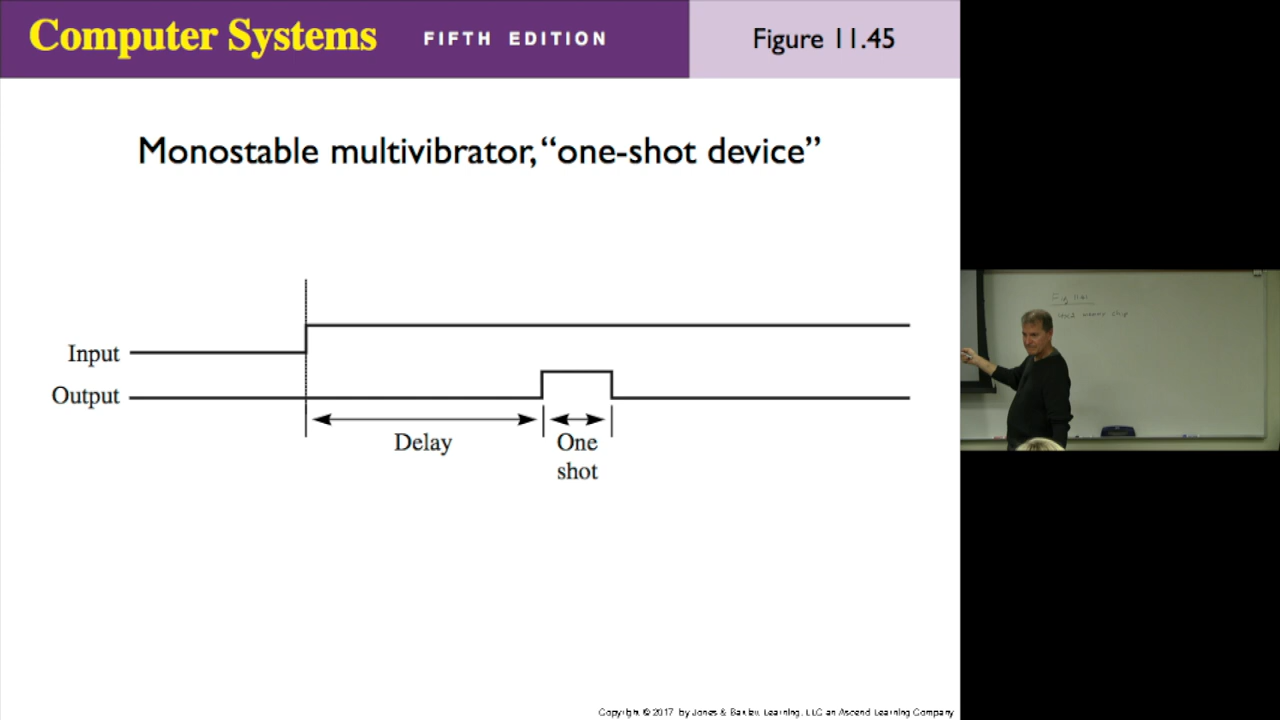 Computer Systems FIFTH EDITION Figure 11.45
Monostable multivibrator, “one-shot device”
Input
Output
Delay
One
shot
Copyright © 2017 by Jones & Bartlett Learning, LLC an Ascend Learning Company